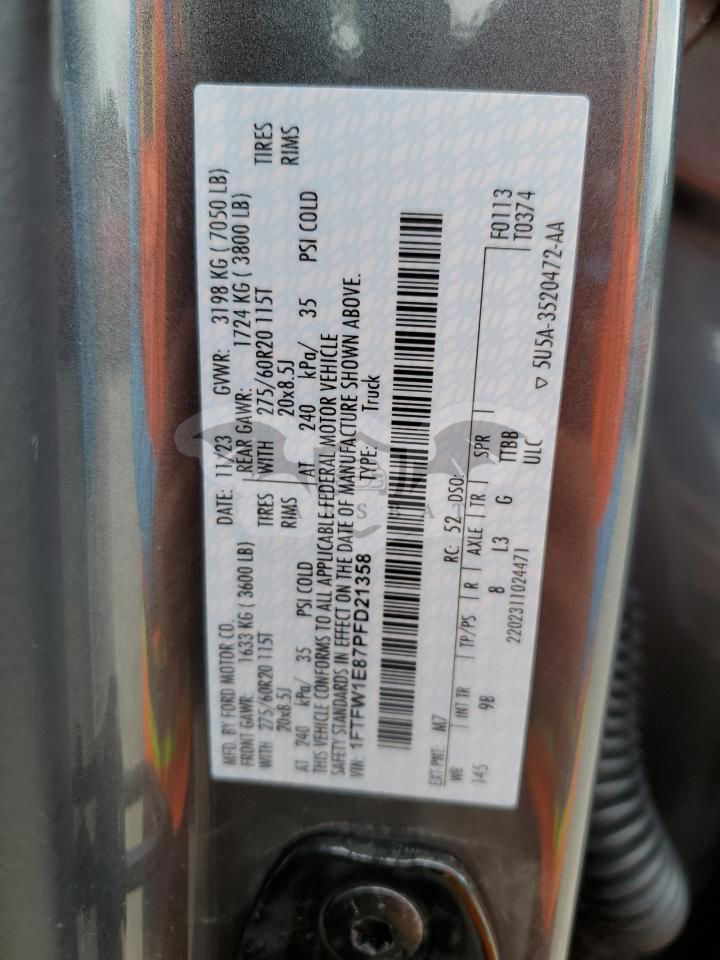 MFD. BY FORD MOTOR CO. DATE: 11/23 GVWR: 3198 KG ( 7050 LB)
FRONT GAWR: 1633 KG ( 3600 LB) REAR GAWR: 1724 KG ( 3800 LB)
WITH 275/60R20 115T TIRES WITH 275/60R20 115T TIRES
20x8.5J RIMS 20x8.5J RIMS
AT 240 kPa/ 35 PSI COLD AT 240 kPa/ 35 PSI COLD
THIS VEHICLE CONFORMS TO ALL APPLICABLE FEDERAL MOTOR VEHICLE
SAFETY STANDARDS IN EFFECT ON THE DATE OF MANUFACTURE SHOWN ABOVE.
VIN: 1FTFW1E87PFD21358 TYPE: Truck
EXT PNT: M7 RC: 52 DSO: F0113
WB INT TR TP/PS R AXLE TR SPR T0374
145 9B 8 L3 G TTBB
2202311024471 ULC ▽ 5U5A-3520472-AA